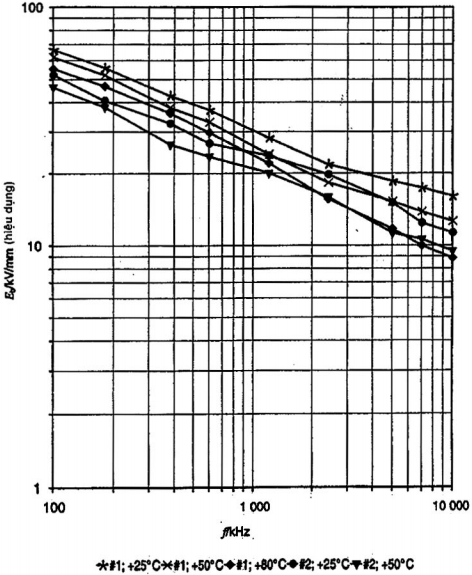 100
10
1
E₀/kV/mm (hiệu dụng)
100
1 000
10 000
f/kHz
#1; +25°C #1; +50°C #1; +80°C #2; +25°C #2; +50°C